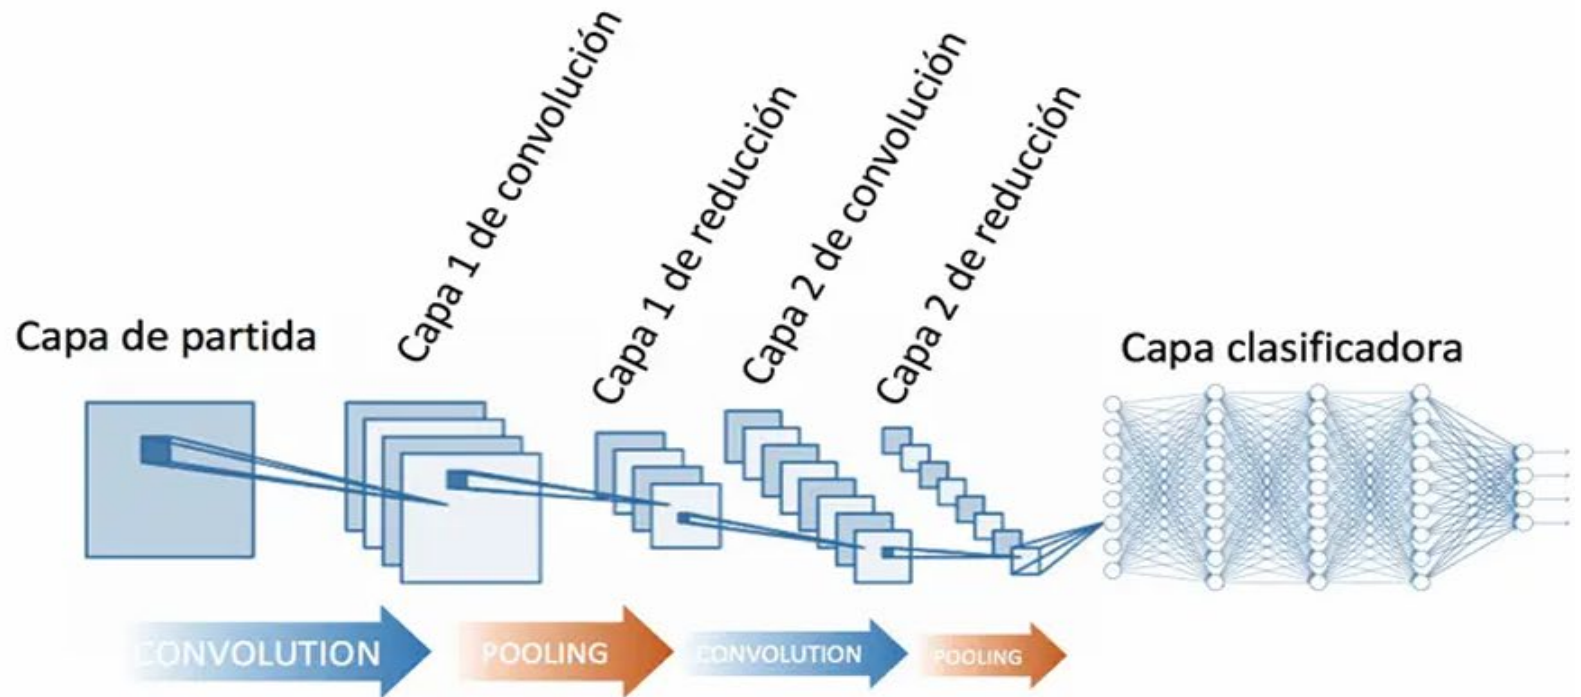 Capa de partida
Capa 1 de convolución
Capa 1 de reducción
Capa 2 de convolución
Capa 2 de reducción
Capa clasificadora
CONVOLUTION
POOLING
CONVOLUTION
POOLING